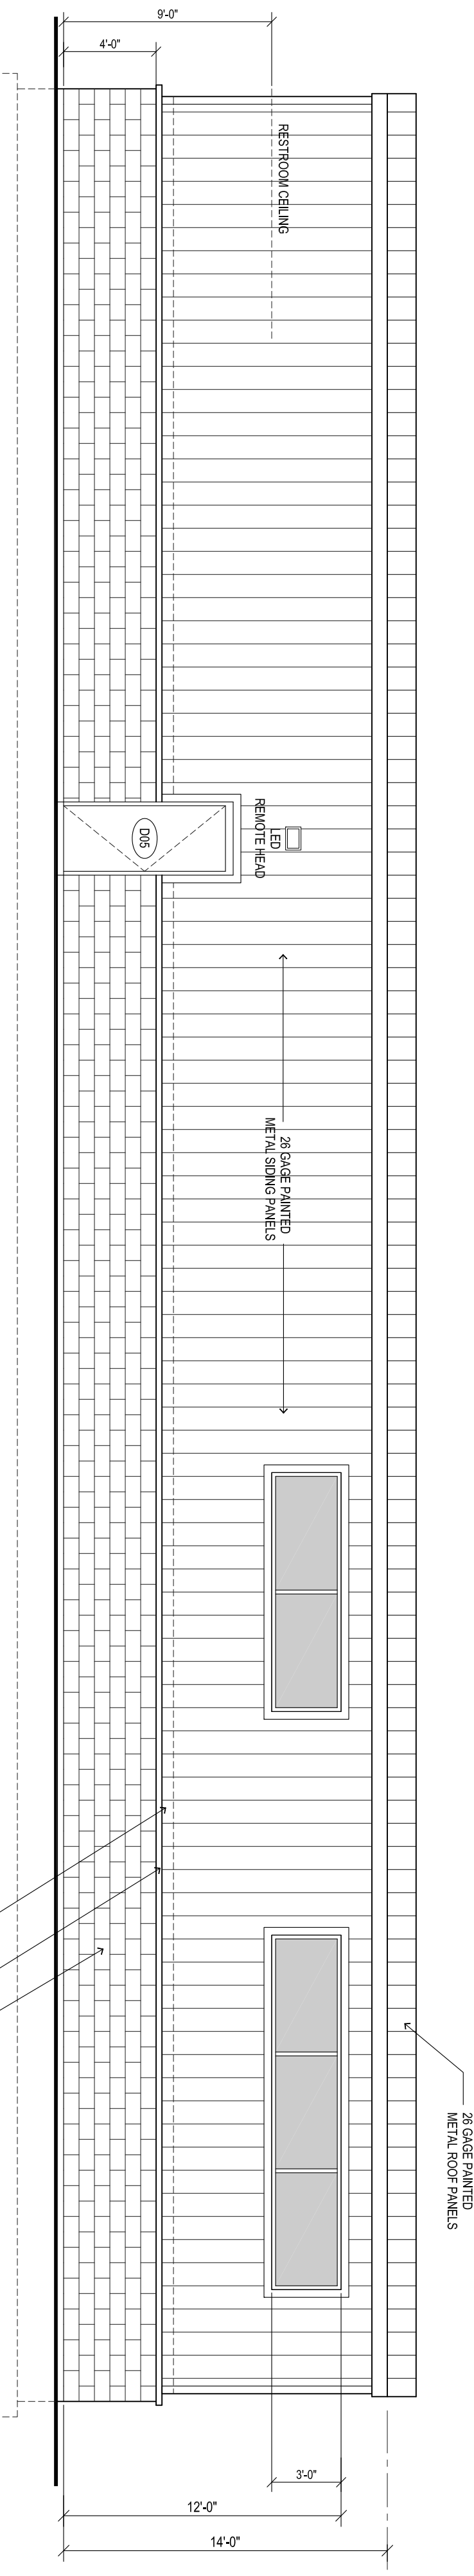 9'-0"
4'-0"
RESTROOM CEILING
LED
REMOTE HEAD
D05
26 GAGE PAINTED
METAL SIDING PANELS
26 GAGE PAINTED
METAL ROOF PANELS
3'-0"
12'-0"
14'-0"